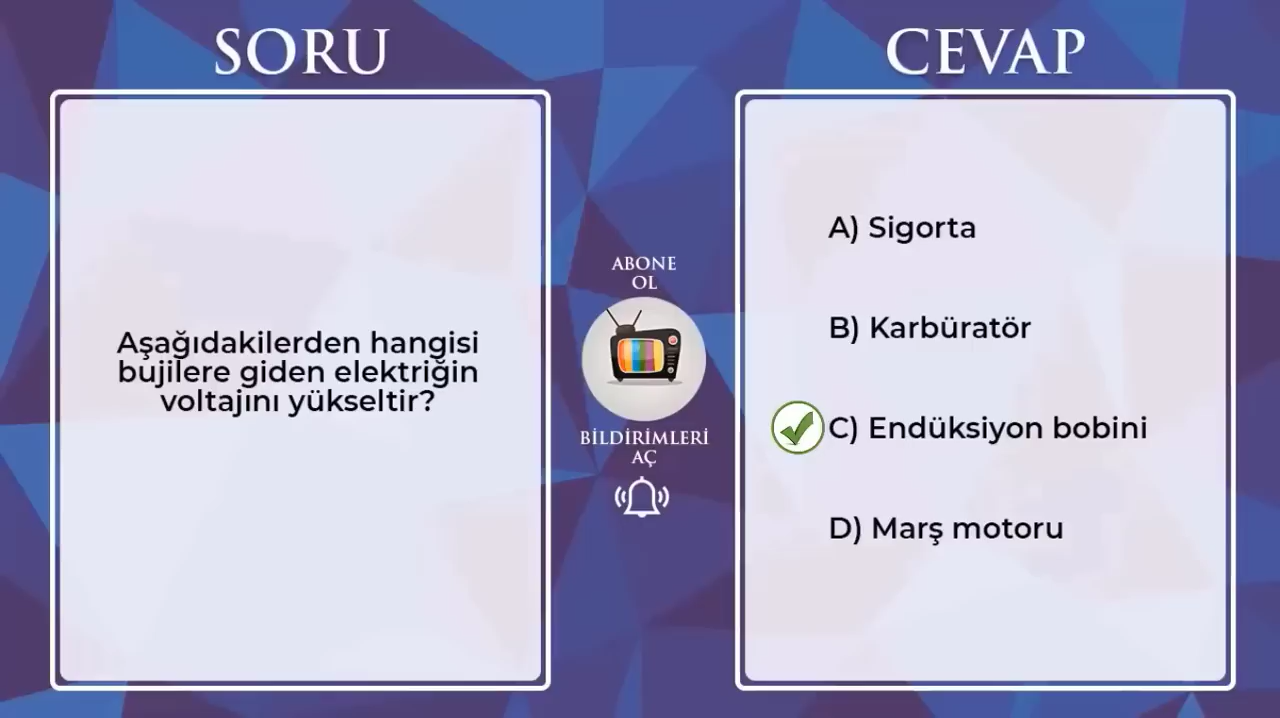 SORU
Aşağıdakilerden hangisi
bujilere giden elektriğin
voltajını yükseltir?
ABONE
OL
BİLDİRİMLERİ
AÇ
CEVAP
A) Sigorta
B) Karbüratör
C) Endüksiyon bobini
D) Marş motoru